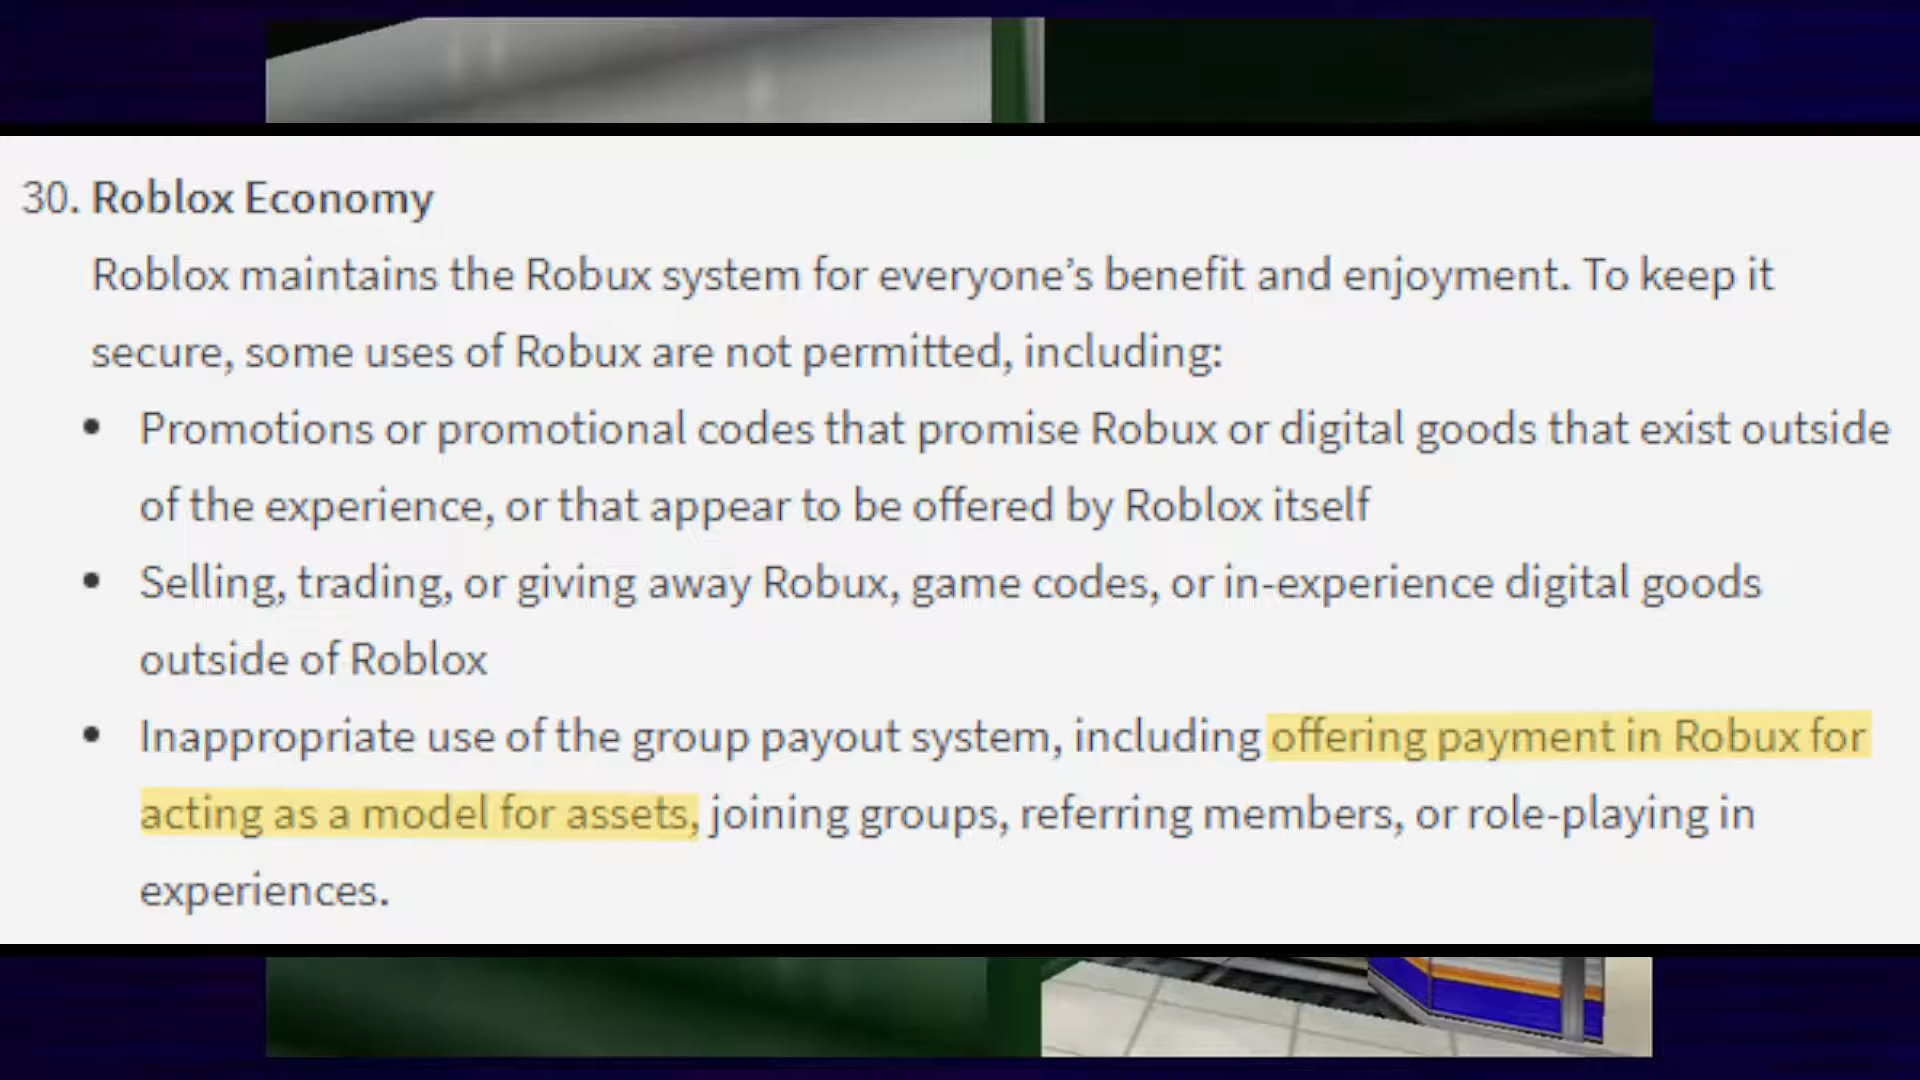 30. Roblox Economy
Roblox maintains the Robux system for everyone’s benefit and enjoyment. To keep it
secure, some uses of Robux are not permitted, including:
• Promotions or promotional codes that promise Robux or digital goods that exist outside
of the experience, or that appear to be offered by Roblox itself
• Selling, trading, or giving away Robux, game codes, or in-experience digital goods
outside of Roblox
• Inappropriate use of the group payout system, including offering payment in Robux for
acting as a model for assets, joining groups, referring members, or role-playing in
experiences.